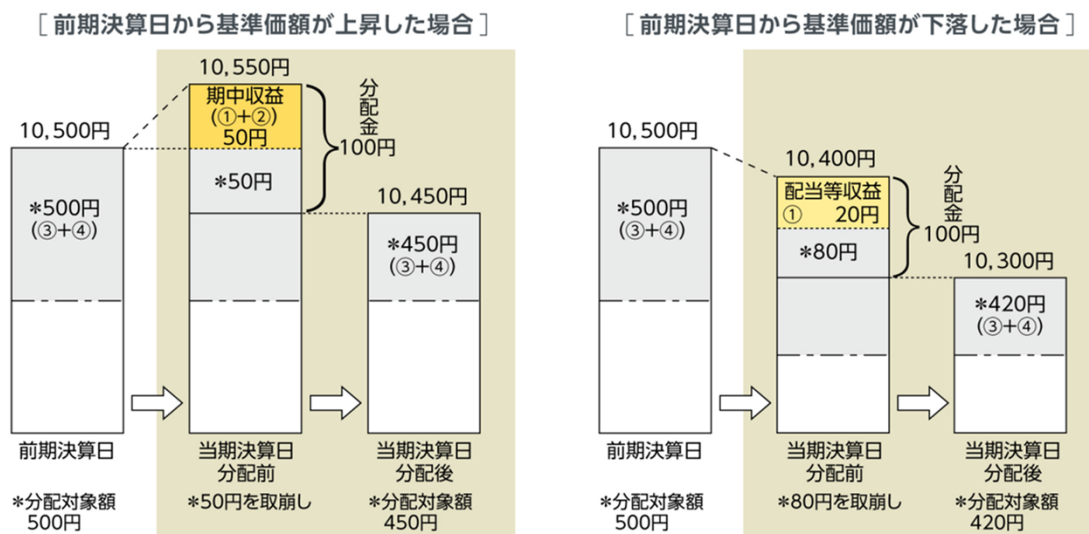 [前期決算日から基準価額が上昇した場合]
10,550円
期中収益
(①+②)
50円
分配金
100円
10,500円
*500円
(③+④)
*50円
10,450円
*450円
(③+④)
前期決算日
当期決算日
分配前
当期決算日
分配後
*分配対象額
500円
*50円を取崩し
*分配対象額
450円
[前期決算日から基準価額が下落した場合]
10,500円
*500円
(③+④)
10,400円
配当等収益
① 20円
*80円
分配金
100円
10,300円
*420円
(③+④)
前期決算日
当期決算日
分配前
当期決算日
分配後
*分配対象額
500円
*80円を取崩し
*分配対象額
420円